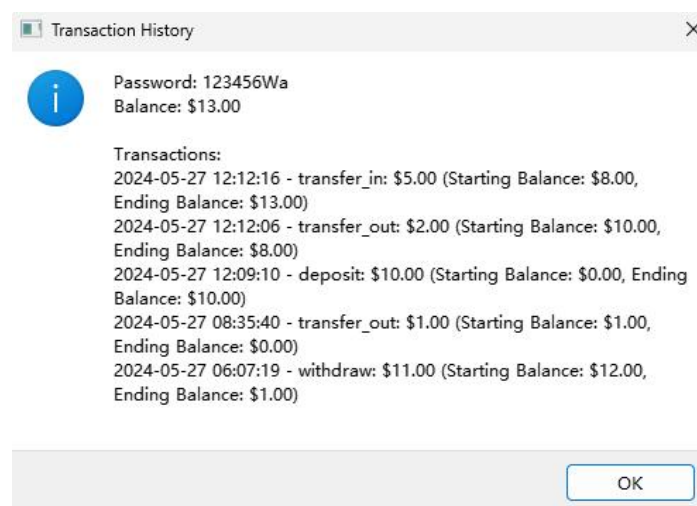 Transaction History
Password: 123456Wa
Balance: $13.00
Transactions:
2024-05-27 12:12:16 - transfer_in: $5.00 (Starting Balance: $8.00,
Ending Balance: $13.00)
2024-05-27 12:12:06 - transfer_out: $2.00 (Starting Balance: $10.00,
Ending Balance: $8.00)
2024-05-27 12:09:10 - deposit: $10.00 (Starting Balance: $0.00, Ending
Balance: $10.00)
2024-05-27 08:35:40 - transfer_out: $1.00 (Starting Balance: $1.00,
Ending Balance: $0.00)
2024-05-27 06:07:19 - withdraw: $11.00 (Starting Balance: $12.00,
Ending Balance: $1.00)
OK